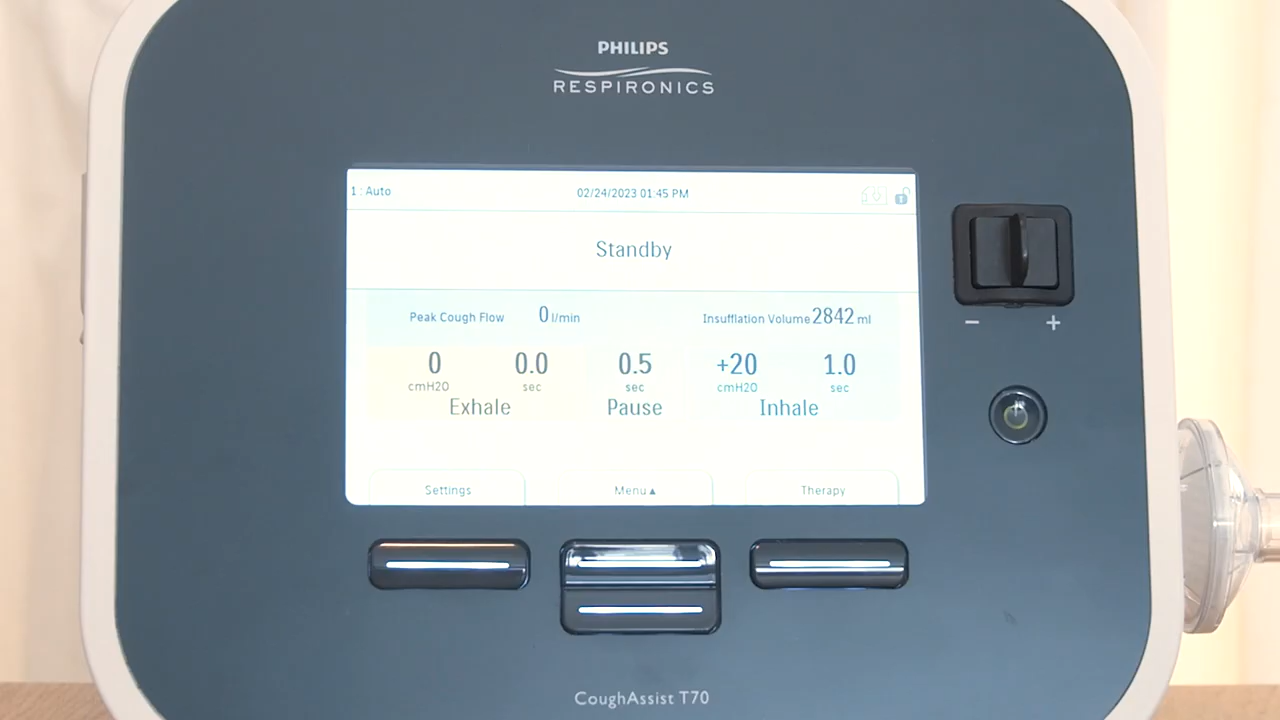 PHILIPS
RESPIRONICS
1: Auto 02/24/2023 01:45 PM
Standby
Peak Cough Flow 0 l/min Insufflation Volume 2842 ml
0 0.0 0.5 +20 1.0
cmH2O sec sec cmH2O sec
Exhale Pause Inhale
Settings Menu▲ Therapy
− +
CoughAssist T70